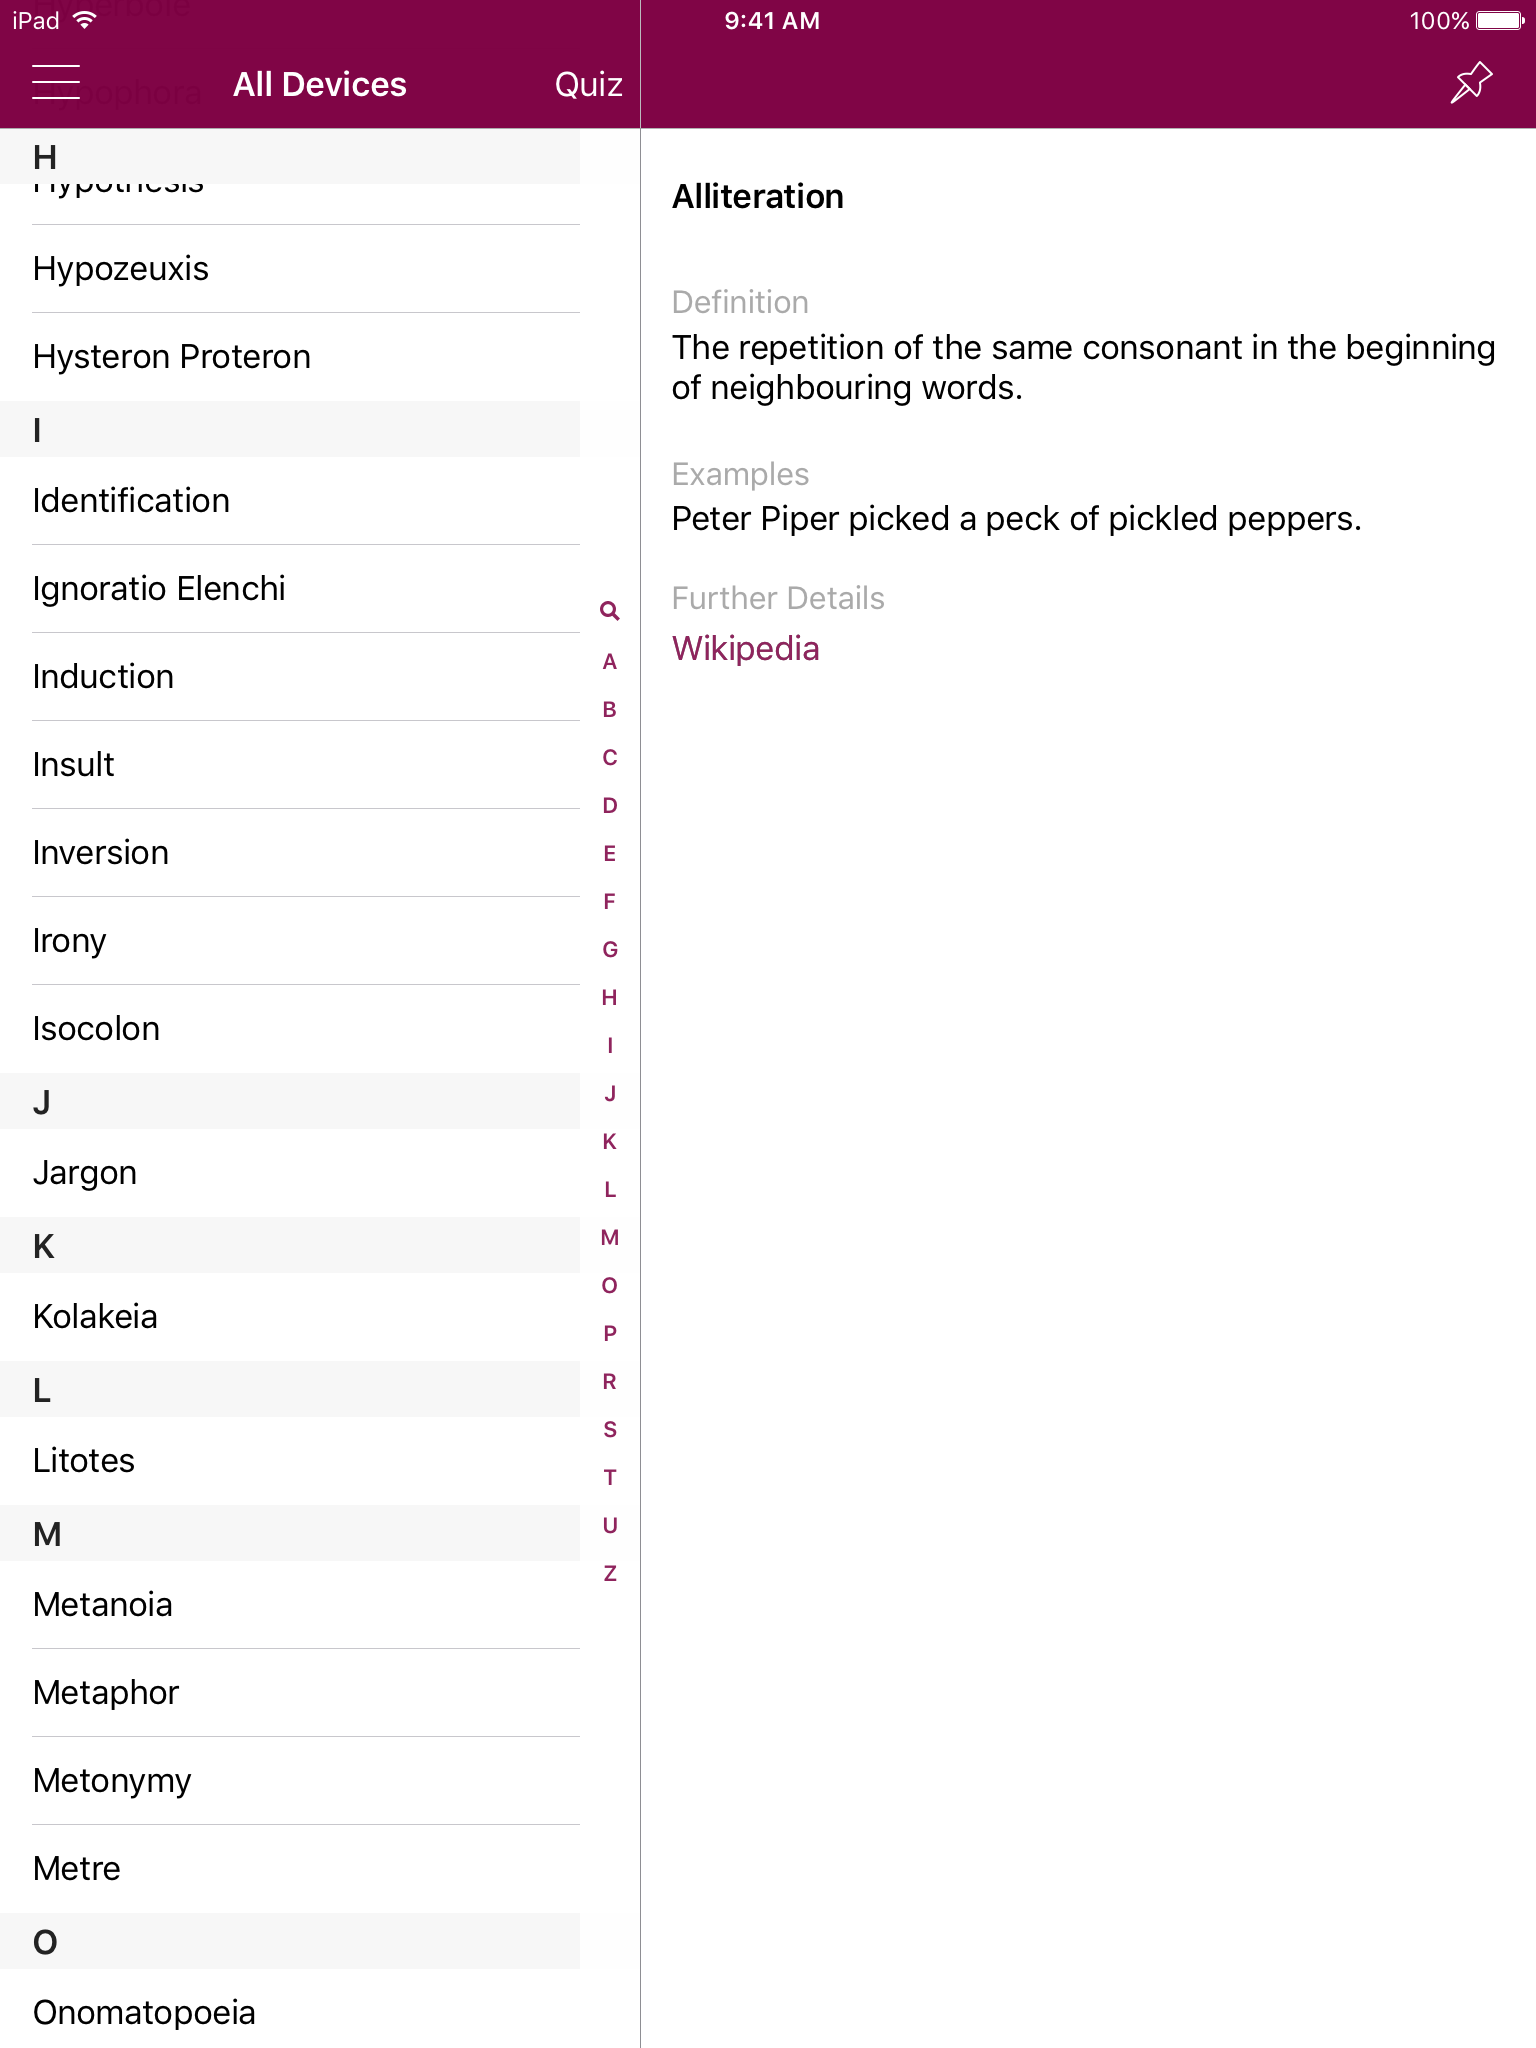 iPad
9:41 AM
100%
All Devices
Quiz
Hypophora
H
Hypothesis
Hypozeuxis
Hysteron Proteron
I
Identification
Ignoratio Elenchi
Induction
Insult
Inversion
Irony
Isocolon
J
Jargon
K
Kolakeia
L
Litotes
M
Metanoia
Metaphor
Metonymy
Metre
O
Onomatopoeia
A
B
C
D
E
F
G
H
I
J
K
L
M
O
P
R
S
T
U
Z
Alliteration
Definition
The repetition of the same consonant in the beginning
of neighbouring words.
Examples
Peter Piper picked a peck of pickled peppers.
Further Details
Wikipedia